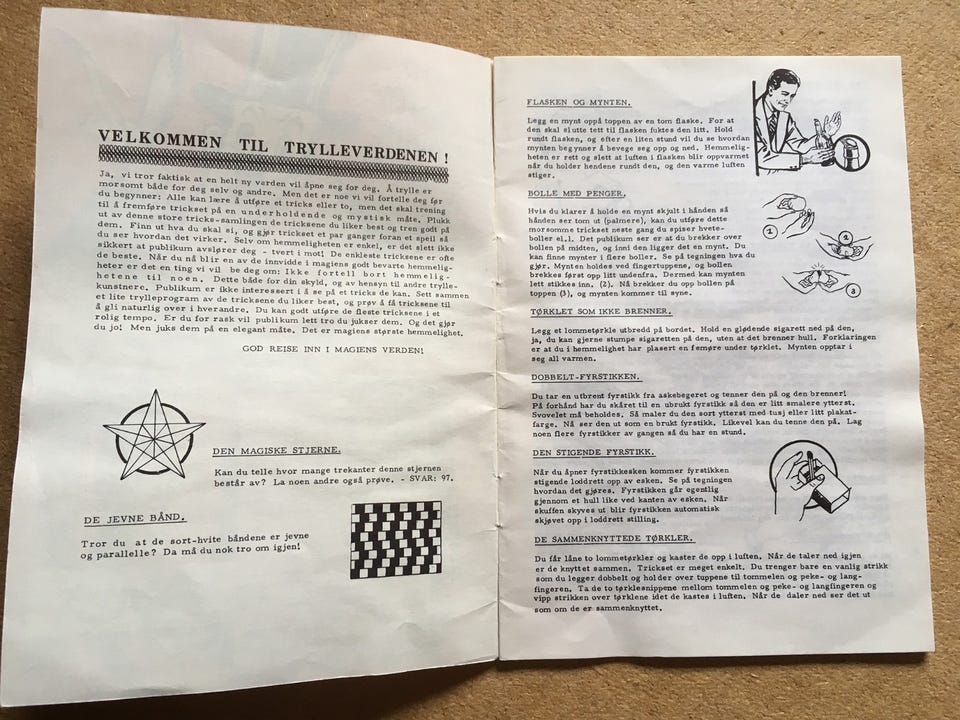 VELKOMMEN TIL TRYLLEVERDENEN !
Ja, vi tror faktisk at en helt ny verden vil åpne seg for deg. Å trylle er
morsomt både for deg selv og andre. Men det er noe vi vil fortelle deg før
du begynner: Alle kan lære å utføre et tricks eller to, men det skal trening
til å fremføre trickset på en underholdende og mystisk måte. Plukk
ut av denne store tricks-samlingen de tricksene du liker best og tren godt på
dem. Finn ut hva du skal si, og gjør trickset et par ganger foran et speil så
du ser hvordan det virker. Selv om hemmeligheten er enkel, er det slett ikke
sikkert at publikum avslører deg - tvert i mot! De enkleste tricksene er ofte
de beste. Når du nå blir en av de innvidde i magiens godt bevarte hemmelig-
heter er det en ting vi vil be deg om: Ikke fortell bort hemmelig-
hetene til noen. Dette både for din skyld, og av hensyn til andre trylle-
kunstnere. Publikum er ikke interessert i å se på et tricks de kan. Sett sammen
et lite trylleprogram av de tricksene du liker best, og prøv å få tricksene til
å gli naturlig over i hverandre. Du kan godt utføre de fleste tricksene i et
rolig tempo. Er du for rask vil publikum lett tro du jukser dem. Og det gjør
du jo! Men juks dem på en elegant måte. Det er magiens største hemmelighet.
GOD REISE INN I MAGIENS VERDEN!
DEN MAGISKE STJERNE.
Kan du telle hvor mange trekanter denne stjernen
består av? La noen andre også prøve. - SVAR: 97.
DE JEVNE BÅND.
Tror du at de sort-hvite båndene er jevne
og parallelle? Da må du nok tro om igjen!
FLASKEN OG MYNTEN.
Legg en mynt oppå toppen av en tom flaske. For at
den skal slutte tett til flasken fuktes den litt. Hold
rundt flasken, og efter en liten stund vil du se hvordan
mynten begynner å bevege seg opp og ned. Hemmelig-
heten er rett og slett at luften i flasken blir oppvarmet
når du holder hendene rundt den, og den varme luften
stiger.
BOLLE MED PENGER.
Hvis du klarer å holde en mynt skjult i hånden så
hånden ser tom ut (palmere), kan du utføre dette
morsomme trickset neste gang du spiser hvete-
boller e.l.l. Det publikum ser er at du brekker over
bollen på midten, og inni den ligger det en mynt. Du
kan finne mynter i flere boller. Se på tegningen hva du
gjør. Mynten holdes ved fingertuppene, og bollen
brekkes først opp litt undenfra. Dermed kan mynten
lett stikkes inn. (2). Nå brekker du opp bollen på
toppen (3), og mynten kommer til syne.
1
2
3
TØRKLET SOM IKKE BRENNER.
Legg et lommetørkle utbredd på bordet. Hold en glødende sigarett ned på den,
ja, du kan gjerne stumpe sigaretten på den, uten at det brenner hull. Forklaringen
er at du i hemmelighet har plasert en femøre under tørklet. Mynten opptar i
seg all varmen.
DOBBELT-FYRSTIKKEN.
Du tar en utbrent fyrstikk fra askebegeret og tenner den på og den brenner!
På forhånd har du skåret til en ubrukt fyrstikk så den er litt smalere ytterst.
Svovelet må beholdes. Så maler du den sort ytterst med tusj eller litt plakat-
farge. Nå ser den ut som en brukt fyrstikk. Likevel kan du tenne den på. Lag
noen flere fyrstikker av gangen så du har en stund.
DEN STIGENDE FYRSTIKK.
Når du åpner fyrstikkesken kommer fyrstikken
stigende loddrett opp av esken. Se på tegningen
hvordan det gjøres. Fyrstikken går egentlig
gjennom et hull like ved kanten av esken. Når
skuffen skyves ut blir fyrstikken automatisk
skjøvet opp i loddrett stilling.
DE SAMMENKNYTTEDE TØRKLER.
Du får låne to lommetørkler og kaster de opp i luften. Når de daler ned igjen
er de knyttet sammen. Trickset er meget enkelt. Du trenger bare en vanlig strikk
som du legger dobbelt og holder over tuppene til tommelen og peke- og lang-
fingeren. Ta de to tørklesnippene mellom tommelen og peke- og langfingeren og
vipp strikken over tørklene idet de kastes i luften. Når de daler ned ser det ut
som om de er sammenknyttet.